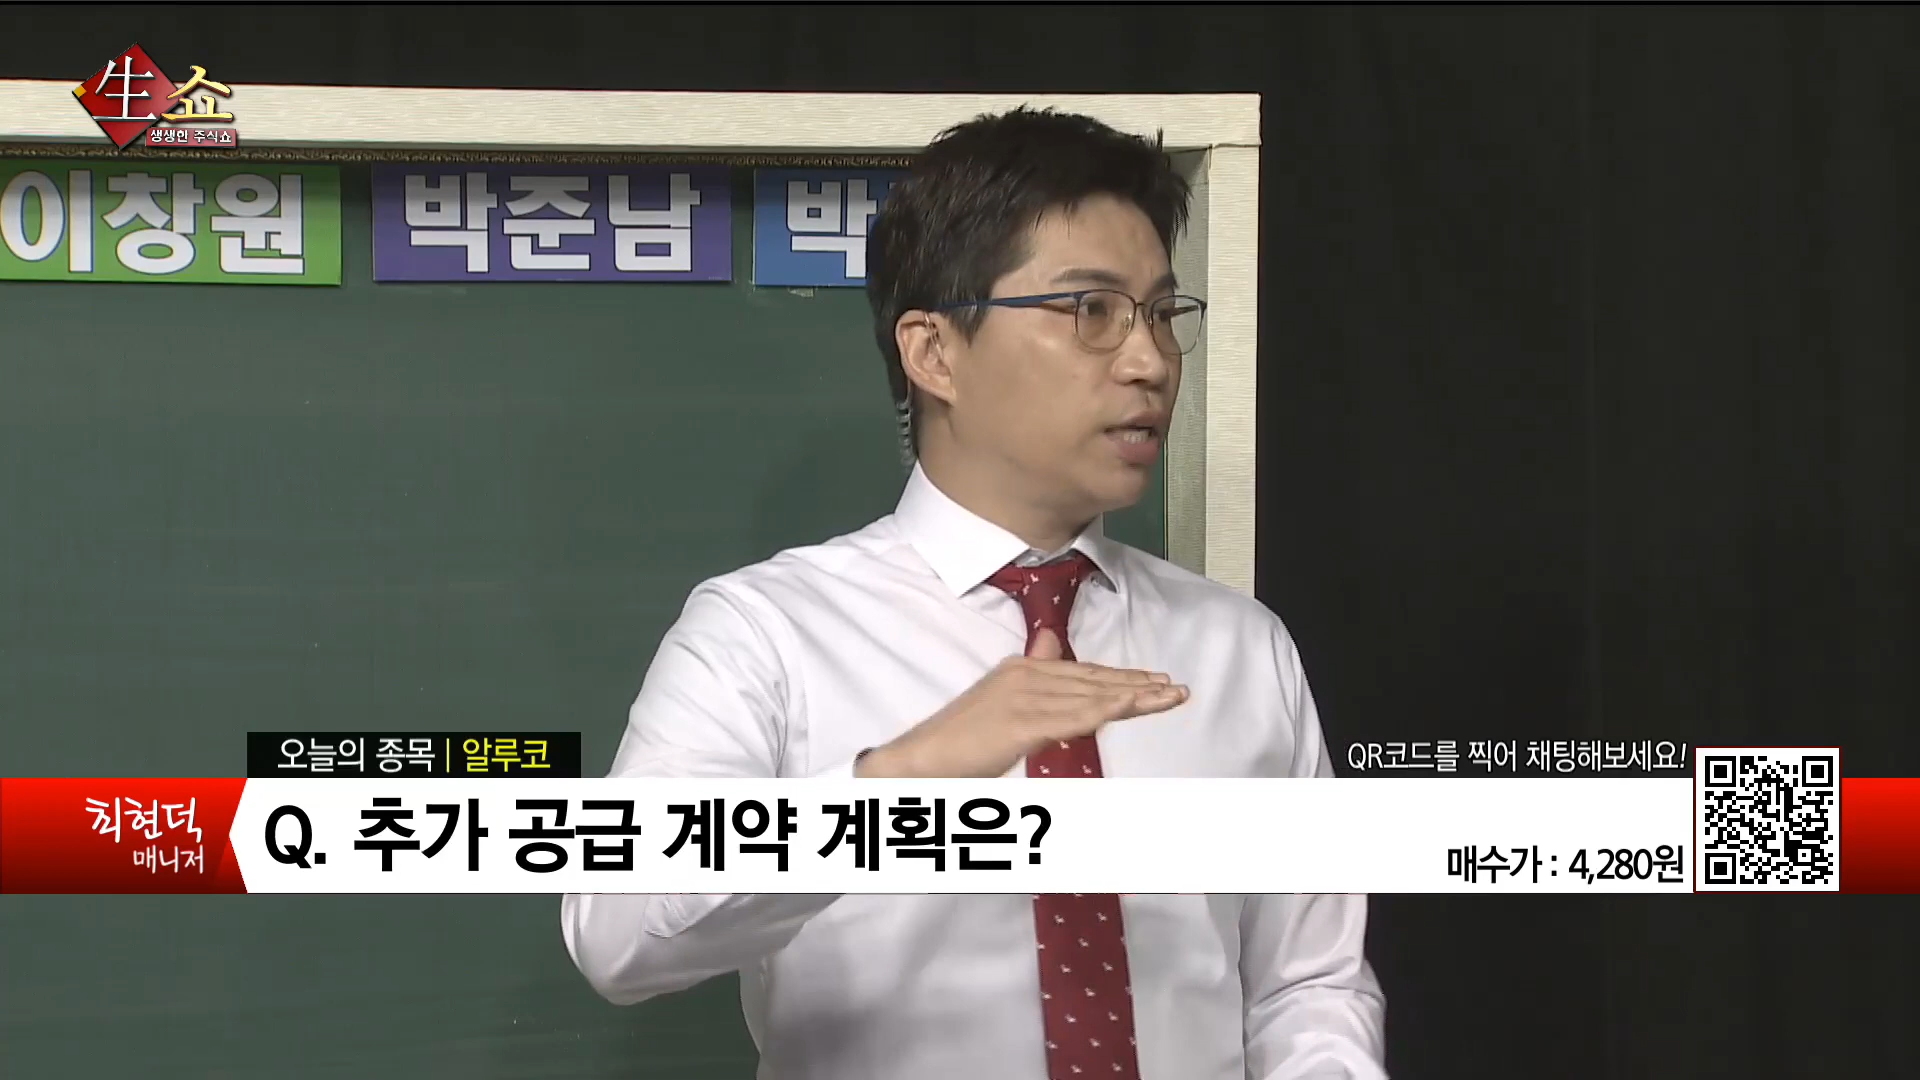 生쇼
생생한 주식쇼
이창원
박준남
박
오늘의 종목 | 알루코
QR코드를 찍어 채팅해보세요!
최현덕
매니저
Q. 추가 공급 계약 계획은?
매수가 : 4,280원